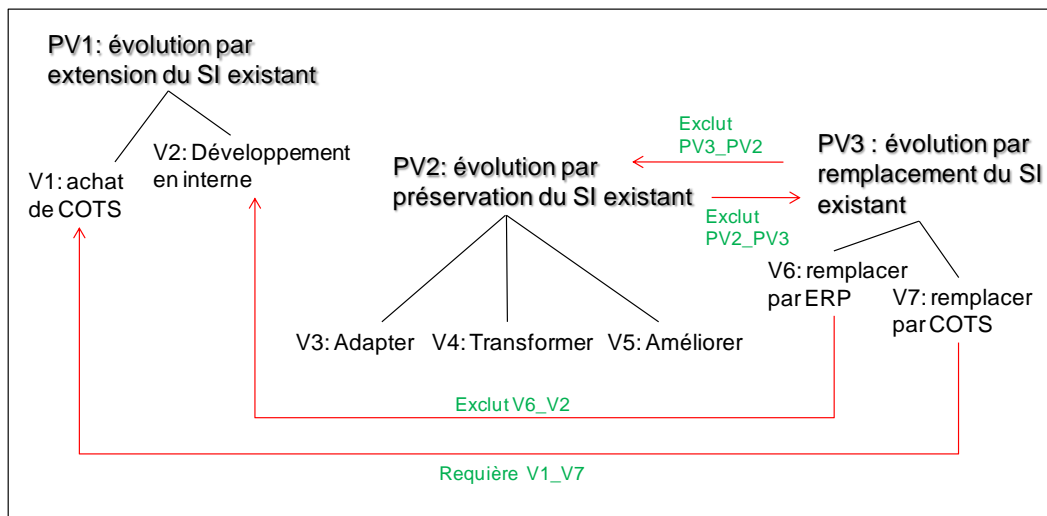 PV1: évolution par
extension du SI existant
V1: achat
de COTS
V2: Développement
en interne
PV2: évolution par
préservation du SI existant
Exclut
PV3_PV2
Exclut
PV2_PV3
PV3 : évolution par
remplacement du SI
existant
V6: remplacer
par ERP
V7: remplacer
par COTS
V3: Adapter
V4: Transformer
V5: Améliorer
Exclut V6_V2
Requière V1_V7